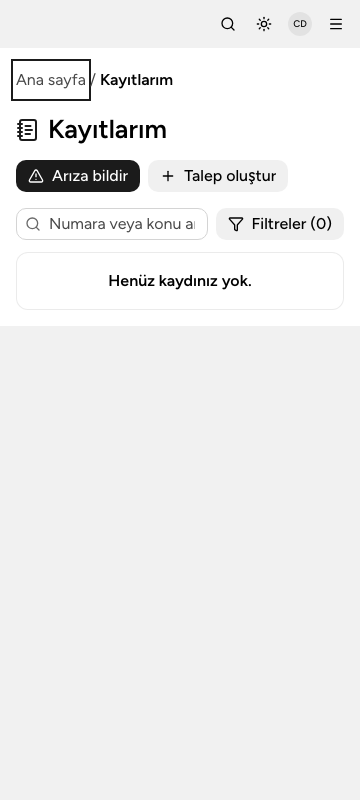 CD
Ana sayfa / Kayıtlarım
Kayıtlarım
Arıza bildir
Talep oluştur
Numara veya konu a
Filtreler (0)
Henüz kaydınız yok.